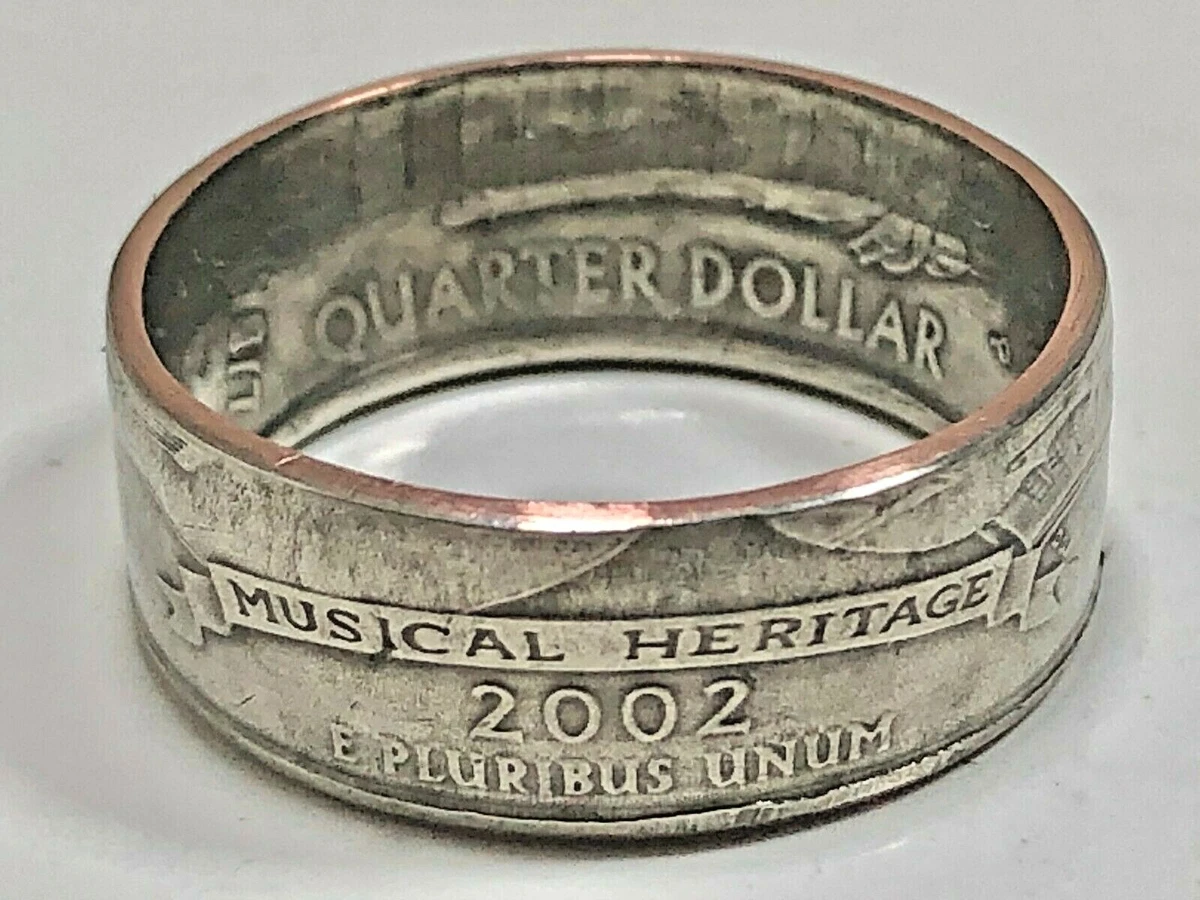 QUARTER DOLLAR
P
MUSICAL HERITAGE
2002
E PLURIBUS UNUM